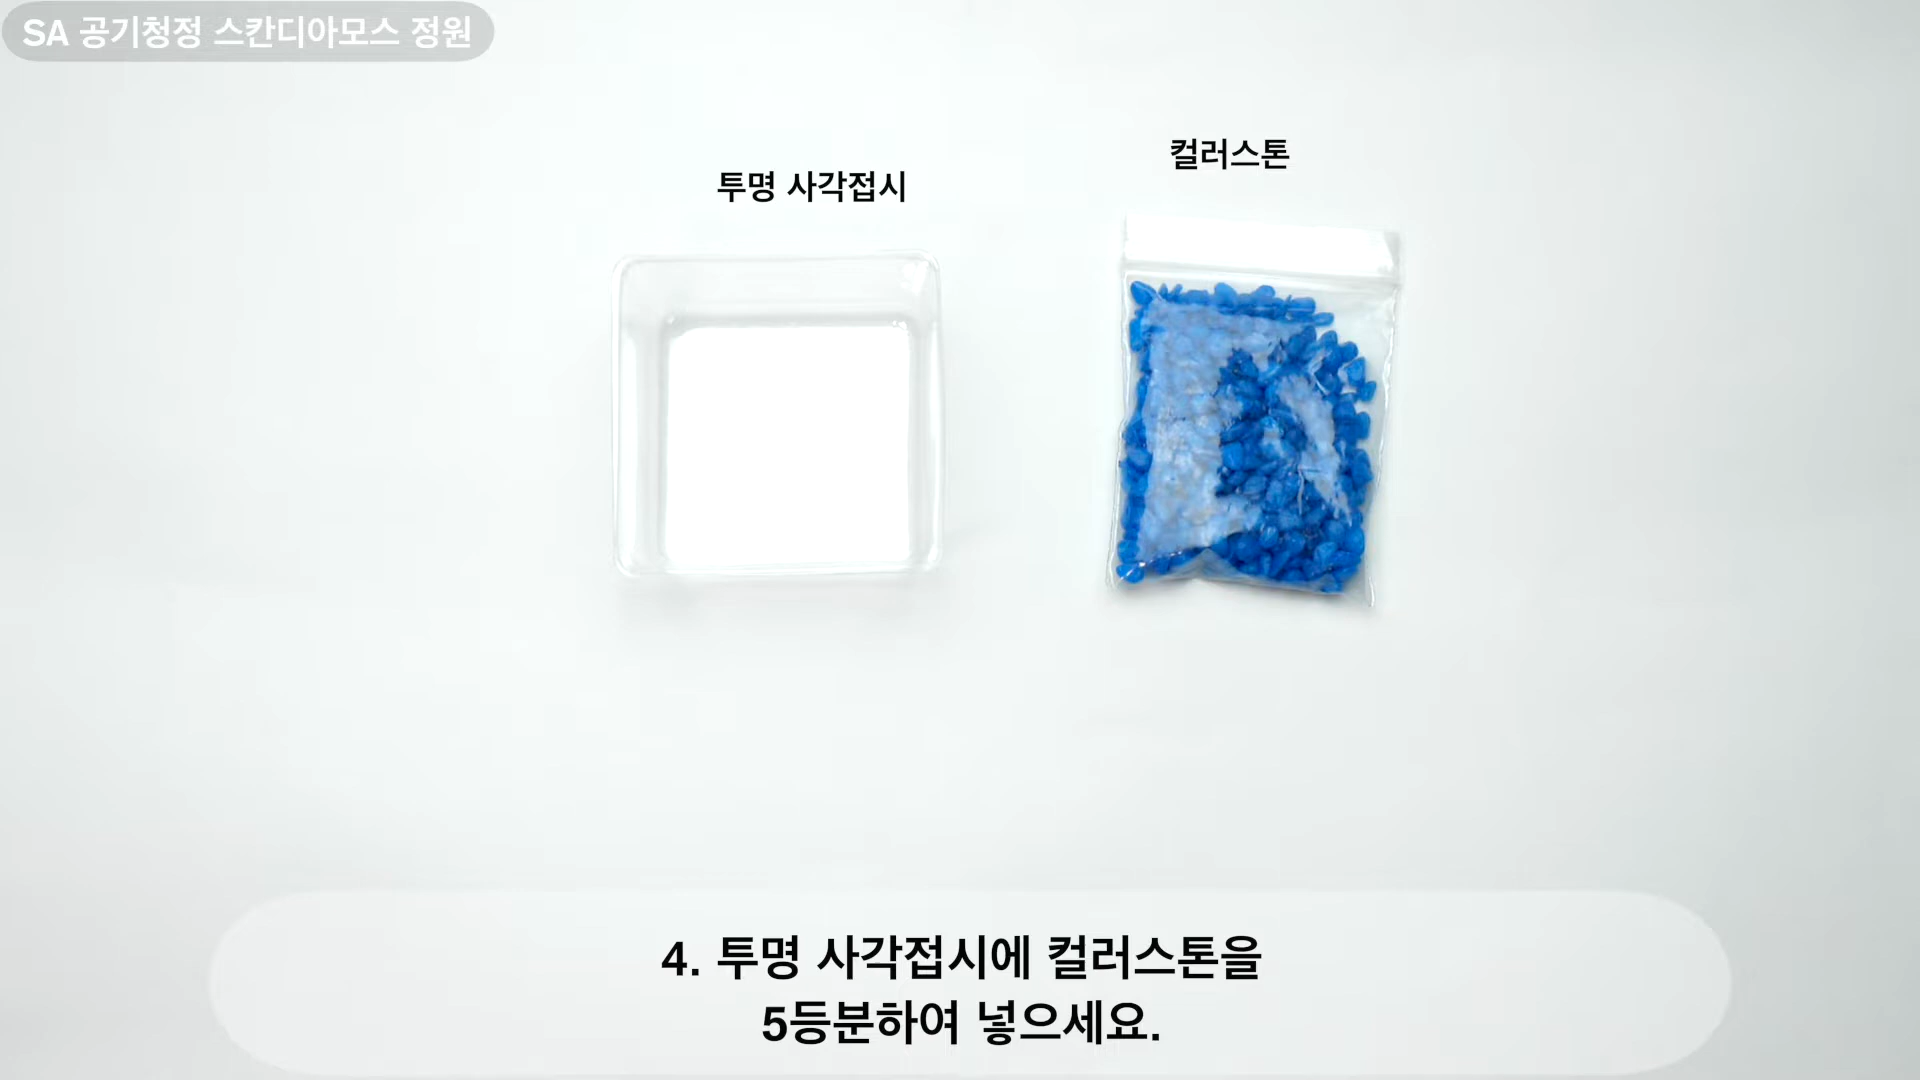 SA 공기청정 스칸디아모스 정원
컬러스톤
투명 사각접시
4. 투명 사각접시에 컬러스톤을
5등분하여 넣으세요.